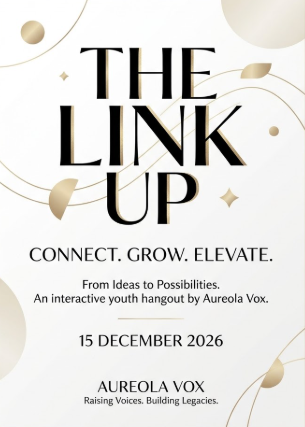 THE
LINK
UP
CONNECT. GROW. ELEVATE.
From Ideas to Possibilities.
An interactive youth hangout by Aureola Vox.
15 DECEMBER 2026
AUREOLA VOX
Raising Voices. Building Legacies.